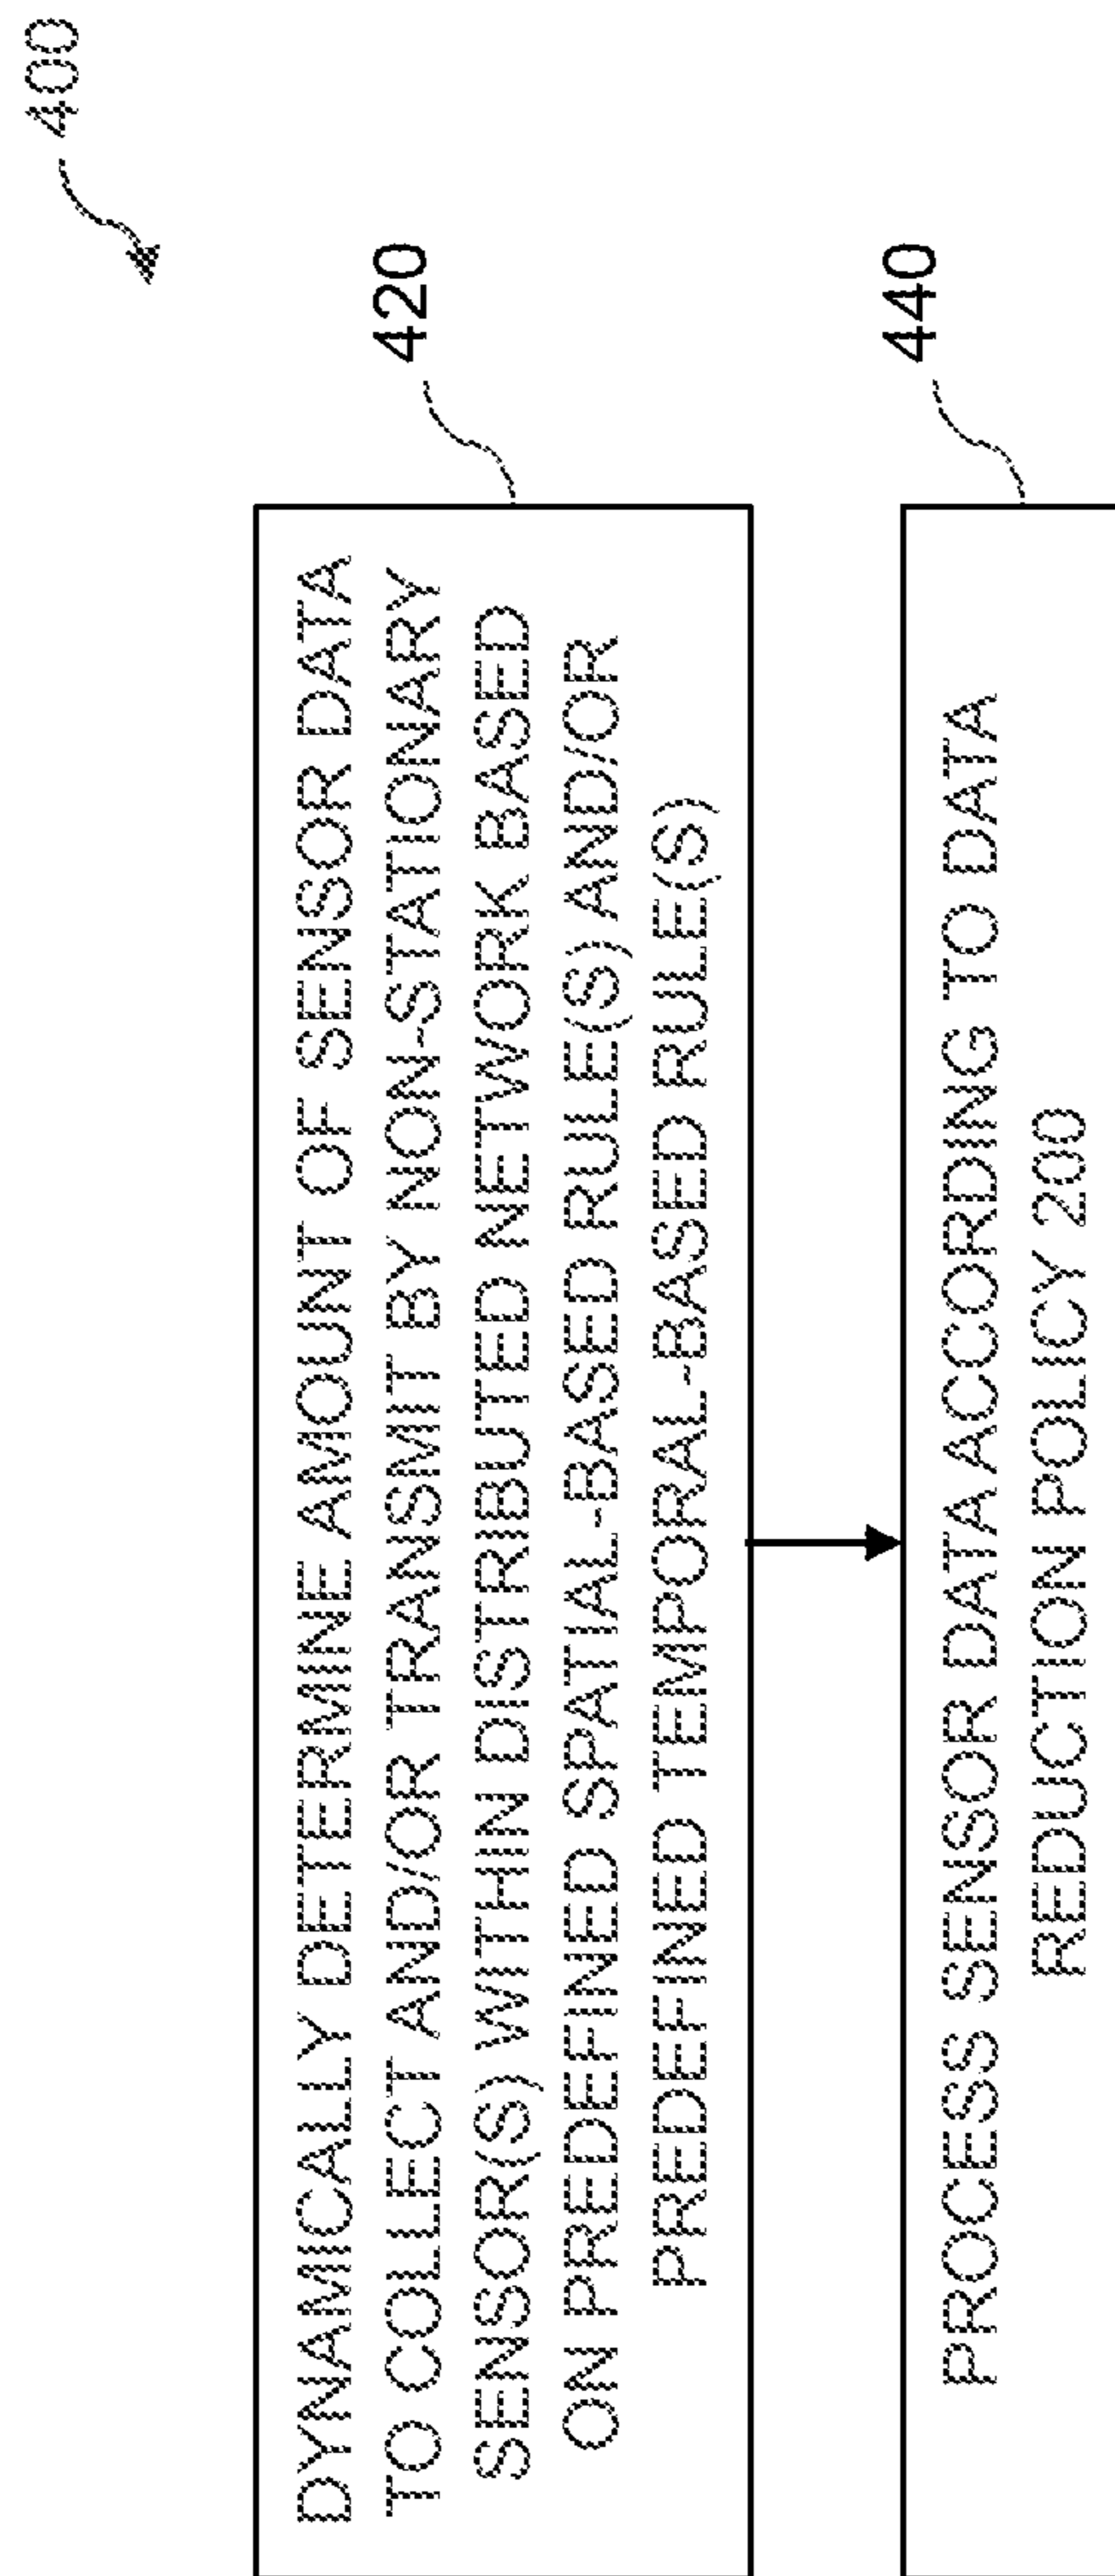 400
420
DYNAMICALLY DETERMINE AMOUNT OF SENSOR DATA
TO COLLECT AND/OR TRANSMIT BY NON-STATIONARY
SENSOR(S) WITHIN DISTRIBUTED NETWORK BASED
ON PREDEFINED SPATIAL-BASED RULE(S) AND/OR
PREDEFINED TEMPORAL-BASED RULE(S)
440
PROCESS SENSOR DATA ACCORDING TO DATA
REDUCTION POLICY 200